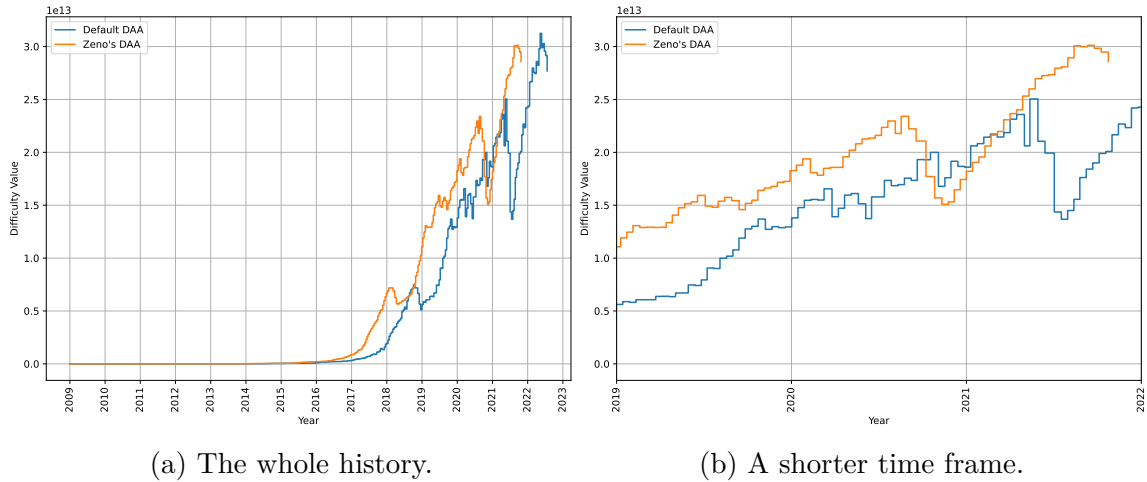 1e13
Default DAA
Zeno's DAA
3.0
2.5
2.0
1.5
1.0
0.5
0.0
Difficulty Value
2009
2010
2011
2012
2013
2014
2015
2016
2017
2018
2019
2020
2021
2022
2023
Year
(a) The whole history.
1e13
Default DAA
Zeno's DAA
3.0
2.5
2.0
1.5
1.0
0.5
0.0
Difficulty Value
2019
2020
2021
2022
Year
(b) A shorter time frame.